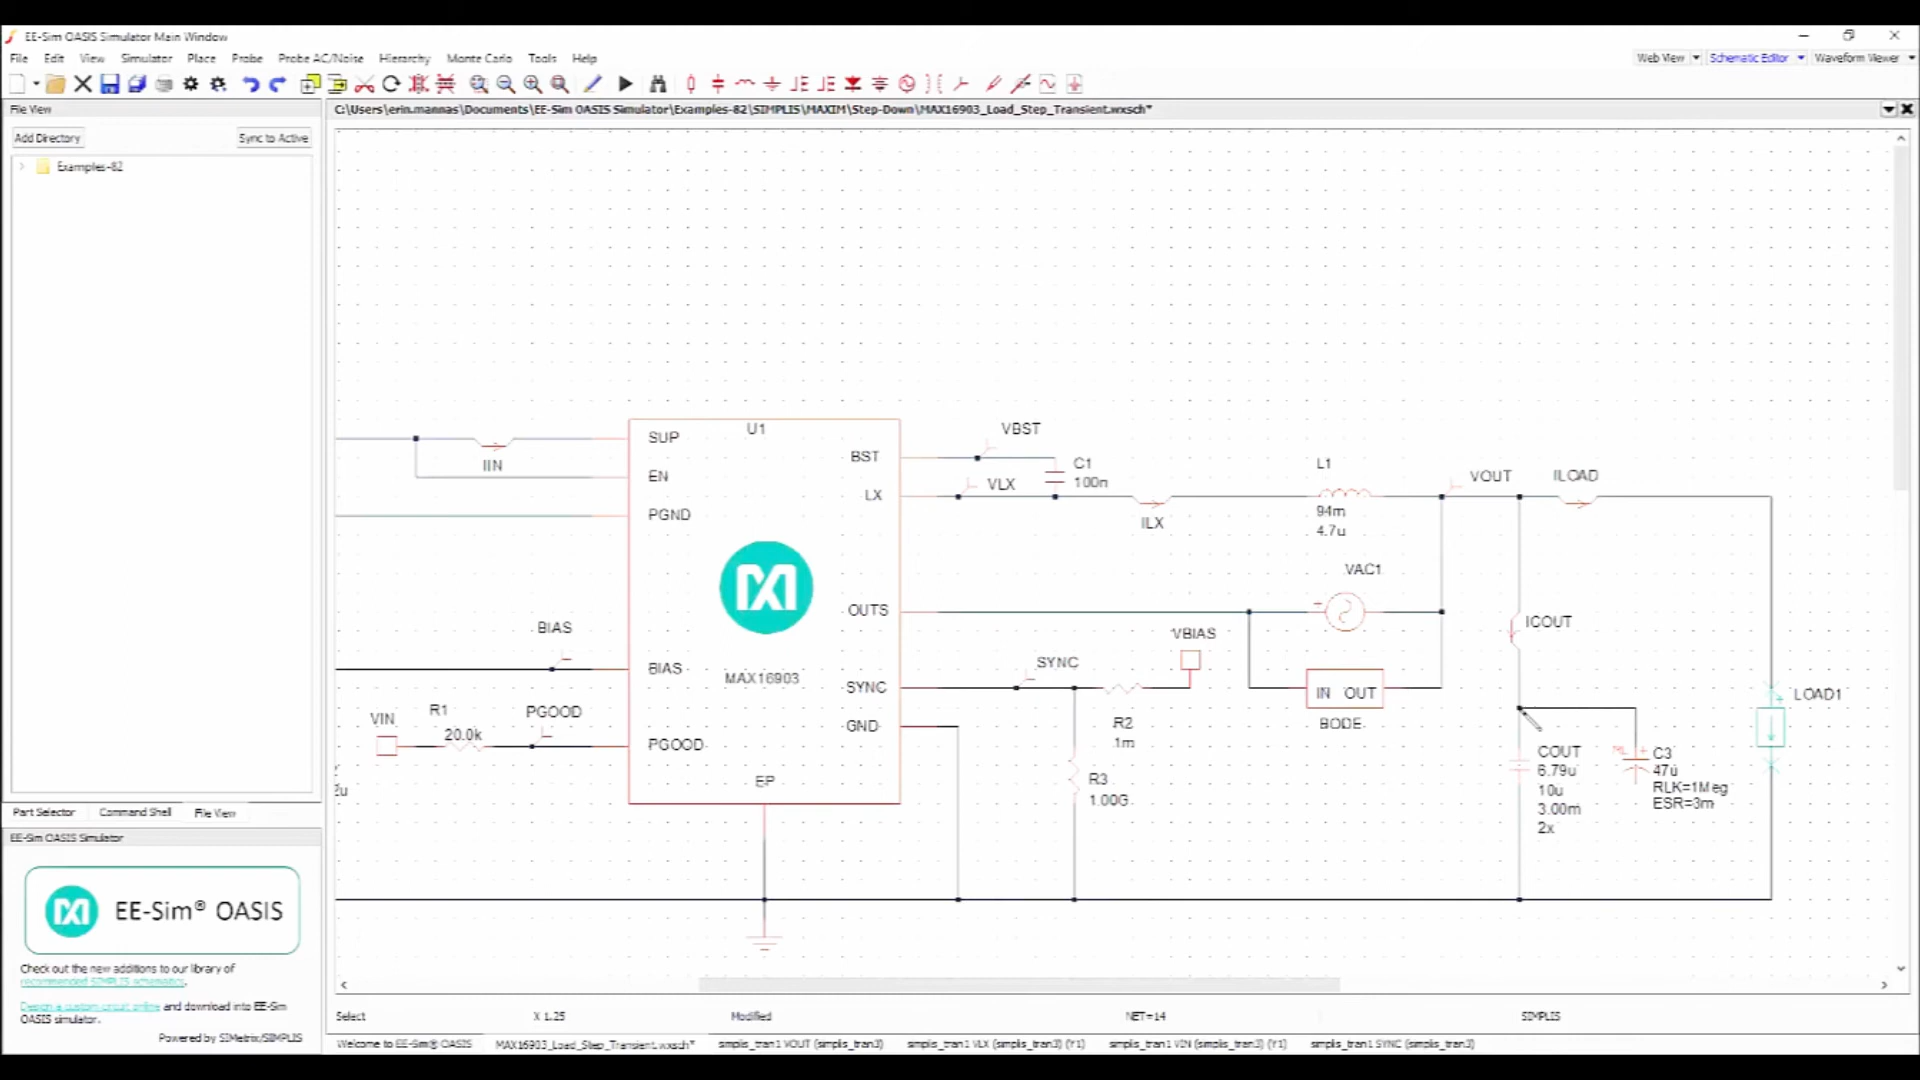 EE-Sim OASIS Simulator Main Window
File Edit View Simulator Place Probe Probe AC/Noise Hierarchy Monte Carlo Tools Help
Web View Schematic Editor Waveform Viewer
File View
C:\Users\erin.mannas\Documents\EE-Sim OASIS Simulator\Examples-82\SIMPLIS\MAXIM\Step-Down\MAX16903_Load_Step_Transient.wxsch*
Add Directory
Sync to Active
Examples-82
U1
SUP
EN
PGND
BIAS
PGOOD
EP
BST
LX
OUTS
SYNC
GND
MAX16903
IIN
BIAS
VIN
R1
20.0k
PGOOD
2u
VBST
C1
100n
VLX
ILX
L1
94m
4.7u
VOUT
ILOAD
VAC1
VBIAS
SYNC
IN OUT
BODE
R2
1m
R3
1.00G
ICOUT
COUT
6.79u
10u
3.00m
2x
C3
47u
RLK=1Meg
ESR=3m
LOAD1
Part Selector Command Shell File View
EE-Sim OASIS Simulator
EE-Sim® OASIS
Check out the new additions to our library of
recommended SIMPLIS schematics.
Design a custom circuit online and download into EE-Sim
OASIS simulator.
Powered by SIMetrix/SIMPLIS
Select
X 1.25
Modified
NET=14
SIMPLIS
Welcome to EE-Sim® OASIS
MAX16903_Load_Step_Transient.wxsch*
simplis_tran1 VOUT (simplis_tran3)
simplis_tran1 VLX (simplis_tran3) (Y1)
simplis_tran1 VIN (simplis_tran3) (Y1)
simplis_tran1 SYNC (simplis_tran3)